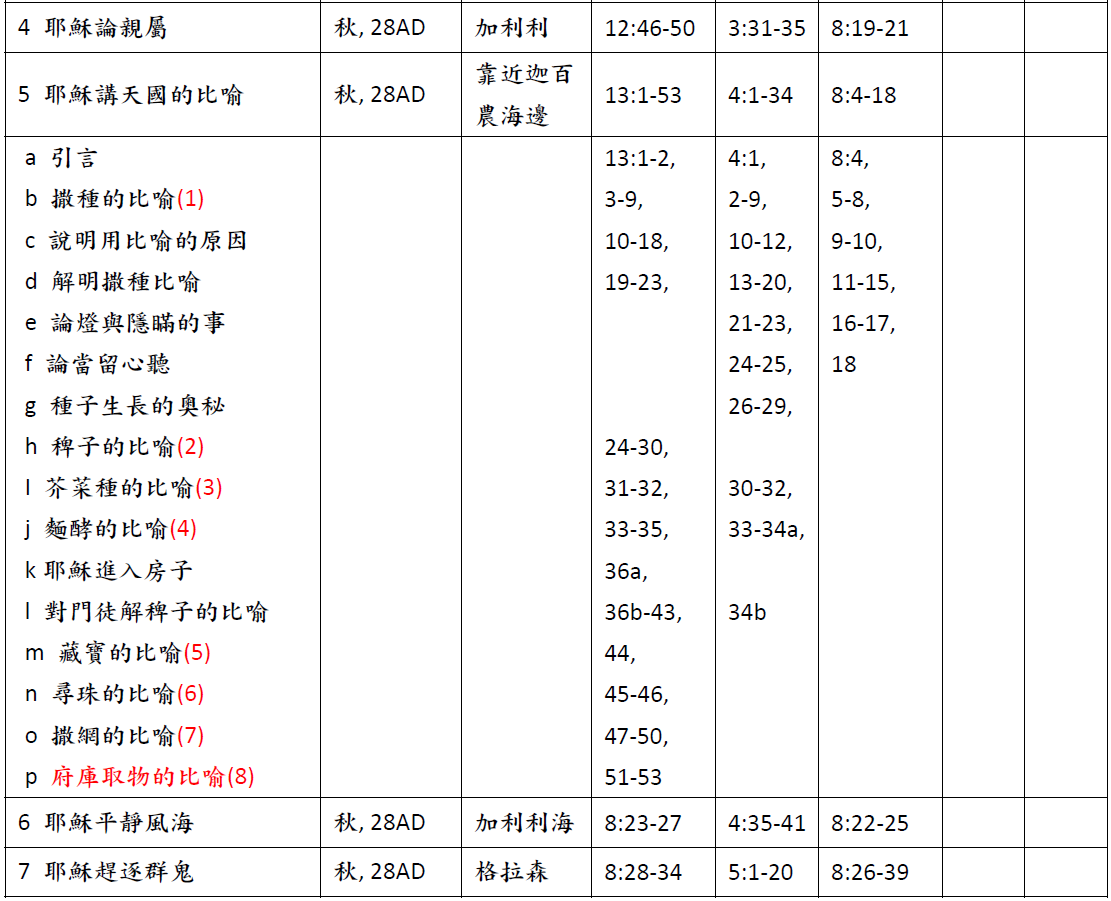 4 耶穌論親屬 秋, 28AD 加利利 12:46-50 3:31-35 8:19-21
5 耶穌講天國的比喻 秋, 28AD 靠近迦百農海邊 13:1-53 4:1-34 8:4-18
a 引言 13:1-2, 4:1, 8:4,
b 撒種的比喻(1) 3-9, 2-9, 5-8,
c 說明用比喻的原因 10-18, 10-12, 9-10,
d 解明撒種比喻 19-23, 13-20, 11-15,
e 論燈與隱瞞的事 21-23, 16-17,
f 論當留心聽 24-25, 18
g 種子生長的奧秘 26-29,
h 稗子的比喻(2) 24-30,
I 芥菜種的比喻(3) 31-32, 30-32,
j 麵酵的比喻(4) 33-35, 33-34a,
k 耶穌進入房子 36a,
l 對門徒解稗子的比喻 36b-43, 34b
m 藏寶的比喻(5) 44,
n 尋珠的比喻(6) 45-46,
o 撒網的比喻(7) 47-50,
p 府庫取物的比喻(8) 51-53
6 耶穌平靜風海 秋, 28AD 加利利海 8:23-27 4:35-41 8:22-25
7 耶穌趕逐群鬼 秋, 28AD 格拉森 8:28-34 5:1-20 8:26-39